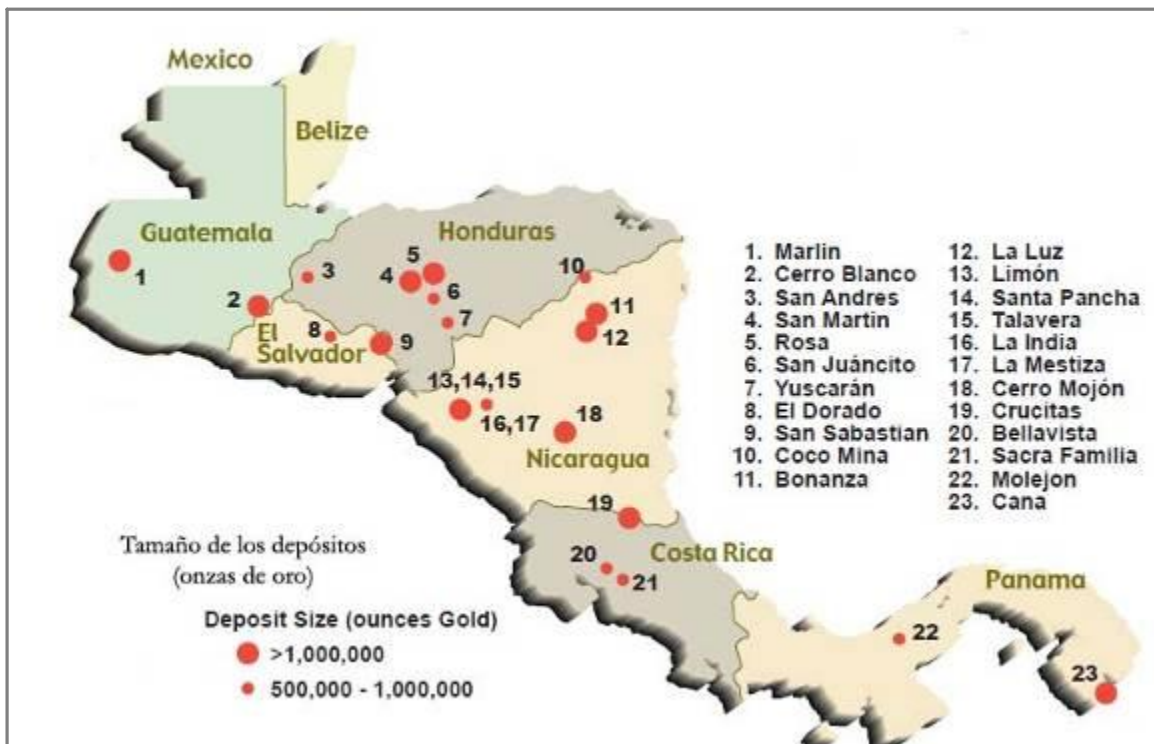 Mexico
Belize
Guatemala
Honduras
El
Salvador
Nicaragua
Costa Rica
Panama
1
2
3
4
5
6
7
8
9
10
11
12
13,14,15
16,17
18
19
20
21
22
23
1. Marlin
2. Cerro Blanco
3. San Andres
4. San Martin
5. Rosa
6. San Juáncito
7. Yuscarán
8. El Dorado
9. San Sabastian
10. Coco Mina
11. Bonanza
12. La Luz
13. Limón
14. Santa Pancha
15. Talavera
16. La India
17. La Mestiza
18. Cerro Mojón
19. Crucitas
20. Bellavista
21. Sacra Familia
22. Molejon
23. Cana
Tamaño de los depósitos
(onzas de oro)
Deposit Size (ounces Gold)
>1,000,000
500,000 - 1,000,000